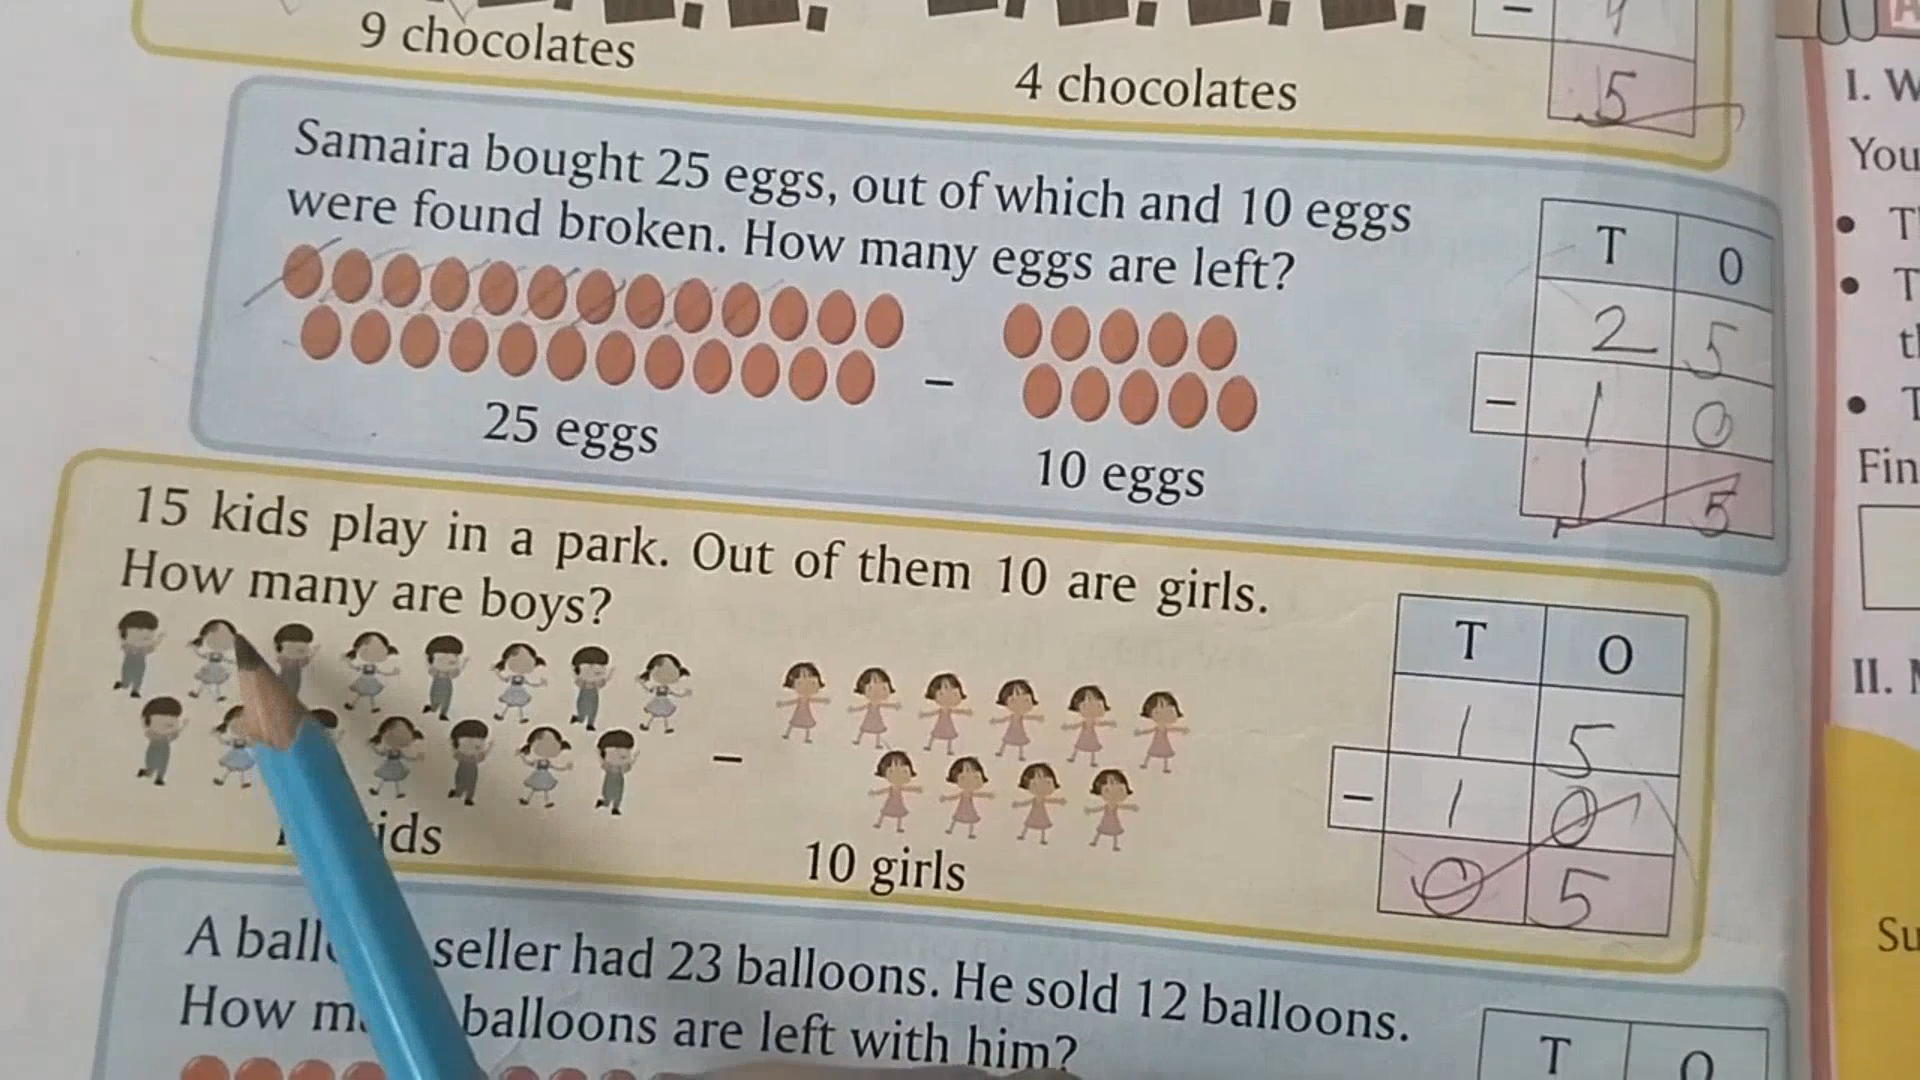 9 chocolates
4 chocolates
- 4
5
Samaira bought 25 eggs, out of which and 10 eggs
were found broken. How many eggs are left?
25 eggs
-
10 eggs
T O
2 5
- 1 0
1 5
15 kids play in a park. Out of them 10 are girls.
How many are boys?
ids
-
10 girls
T O
1 5
- 1 0
0 5
A ball seller had 23 balloons. He sold 12 balloons.
How m balloons are left with him?
T O
I. W
You
• T
• T
• T
Fin
II.
Su